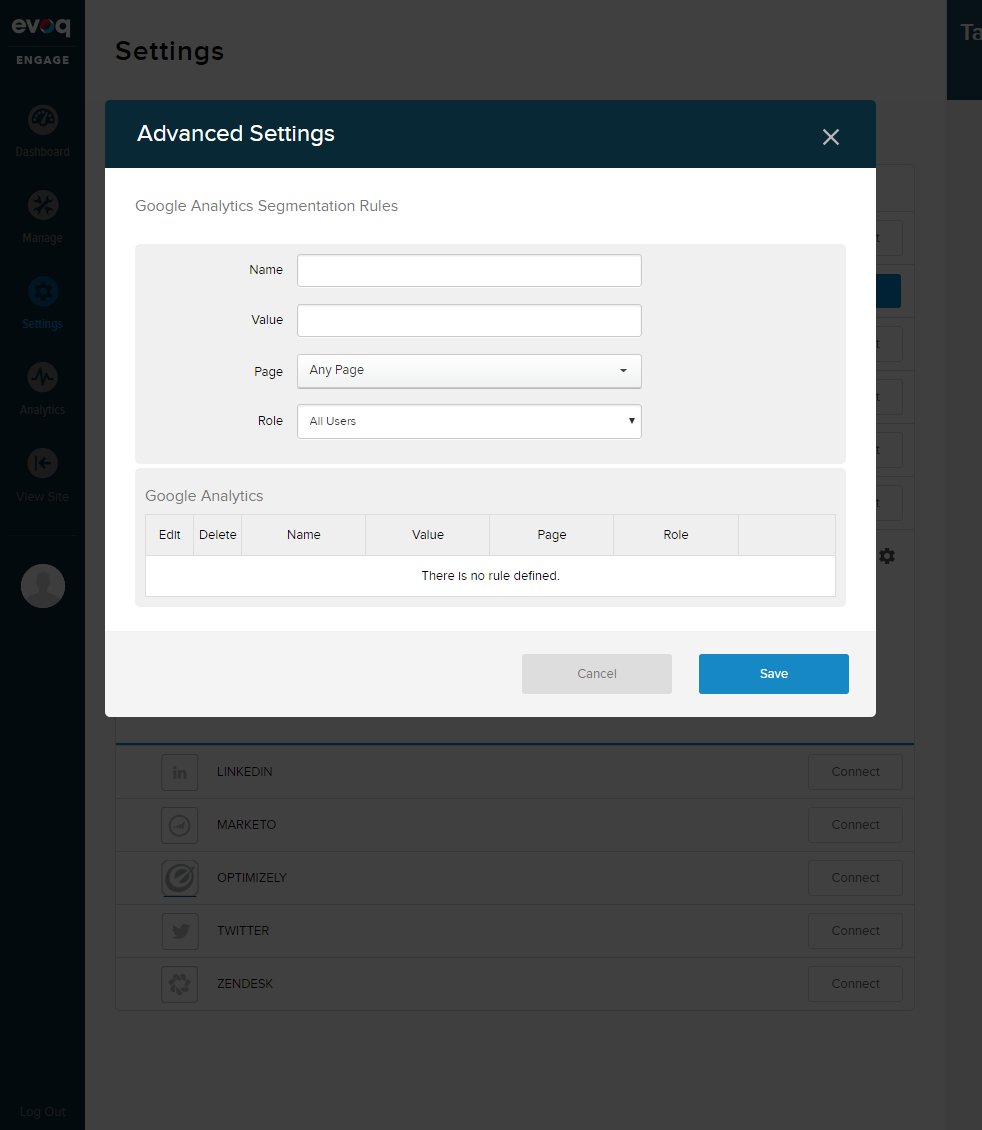 evoq
ENGAGE
Dashboard
Manage
Settings
Analytics
View Site
Log Out
Settings
Ta
Advanced Settings
Google Analytics Segmentation Rules
Name
Value
Page Any Page
Role All Users
Google Analytics
Edit Delete Name Value Page Role
There is no rule defined.
Cancel Save
LINKEDIN Connect
MARKETO Connect
OPTIMIZELY Connect
TWITTER Connect
ZENDESK Connect